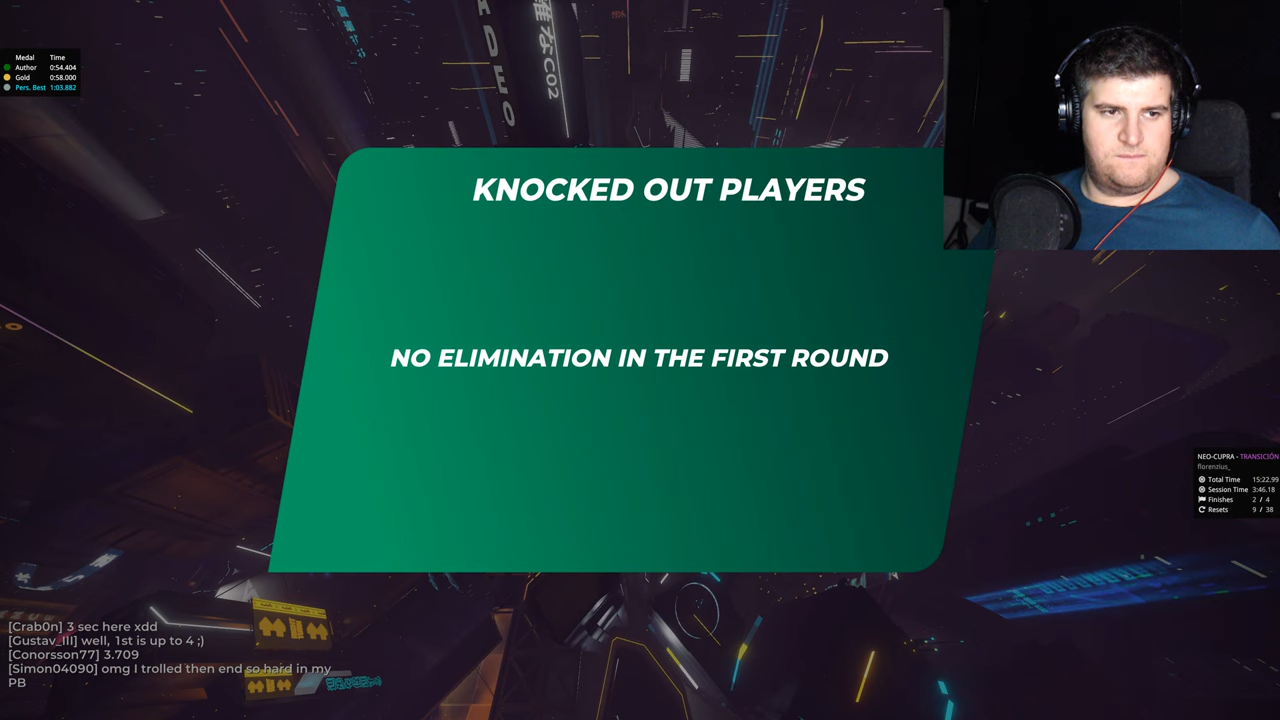 Medal Time
Author 0:54.404
Gold 0:58.000
Pers. Best 1:03.882
KNOCKED OUT PLAYERS
NO ELIMINATION IN THE FIRST ROUND
NEO-CUPRA - TRANSICIÓN
florenzius_
Total Time 15:22.99
Session Time 3:46.18
Finishes 2 / 4
Resets 9 / 38
[Crab0n] 3 sec here xdd
[Gustav_III] well, 1st is up to 4 ;)
[Conorsson77] 3.709
[Simon04090] omg I trolled then end so hard in my
PB